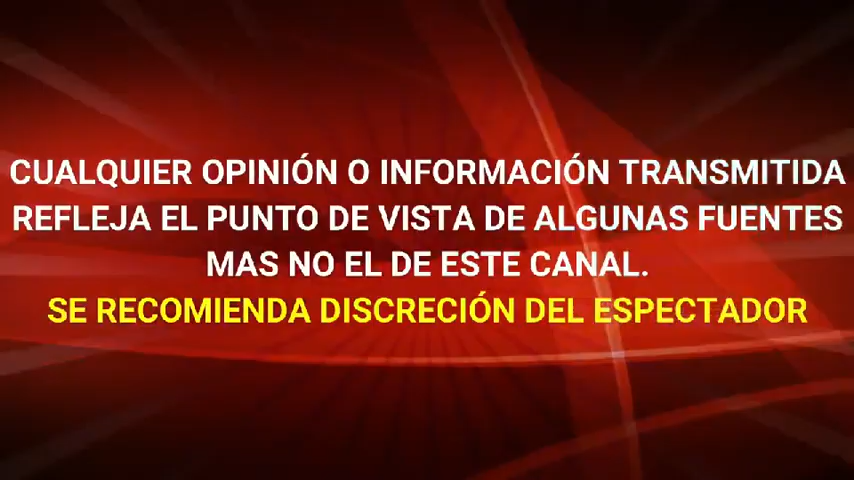 CUALQUIER OPINIÓN O INFORMACIÓN TRANSMITIDA
REFLEJA EL PUNTO DE VISTA DE ALGUNAS FUENTES
MAS NO EL DE ESTE CANAL.
SE RECOMIENDA DISCRECIÓN DEL ESPECTADOR